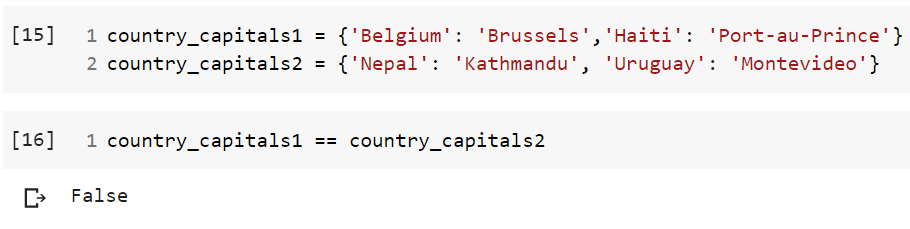 [15] 1 country_capitals1 = {'Belgium': 'Brussels','Haiti': 'Port-au-Prince'}
2 country_capitals2 = {'Nepal': 'Kathmandu', 'Uruguay': 'Montevideo'}
[16] 1 country_capitals1 == country_capitals2
False